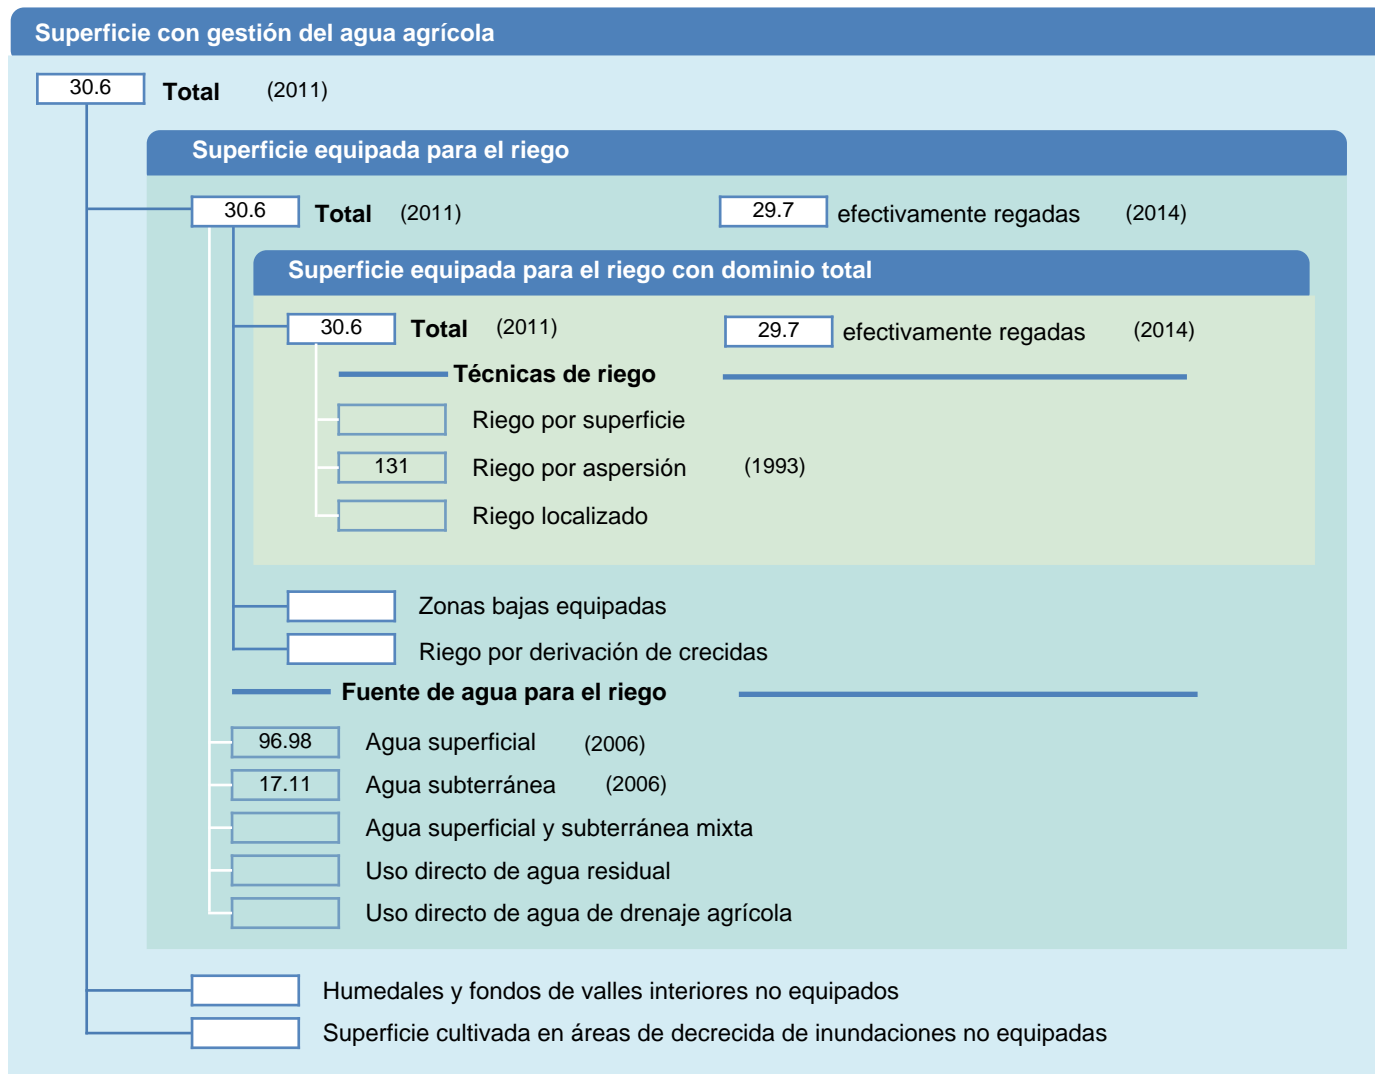 Superficie con gestión del agua agrícola
30.6 Total (2011)
Superficie equipada para el riego
30.6 Total (2011) 29.7 efectivamente regadas (2014)
Superficie equipada para el riego con dominio total
30.6 Total (2011) 29.7 efectivamente regadas (2014)
Técnicas de riego
Riego por superficie
131 Riego por aspersión (1993)
Riego localizado
Zonas bajas equipadas
Riego por derivación de crecidas
Fuente de agua para el riego
96.98 Agua superficial (2006)
17.11 Agua subterránea (2006)
Agua superficial y subterránea mixta
Uso directo de agua residual
Uso directo de agua de drenaje agrícola
Humedales y fondos de valles interiores no equipados
Superficie cultivada en áreas de decrecida de inundaciones no equipadas